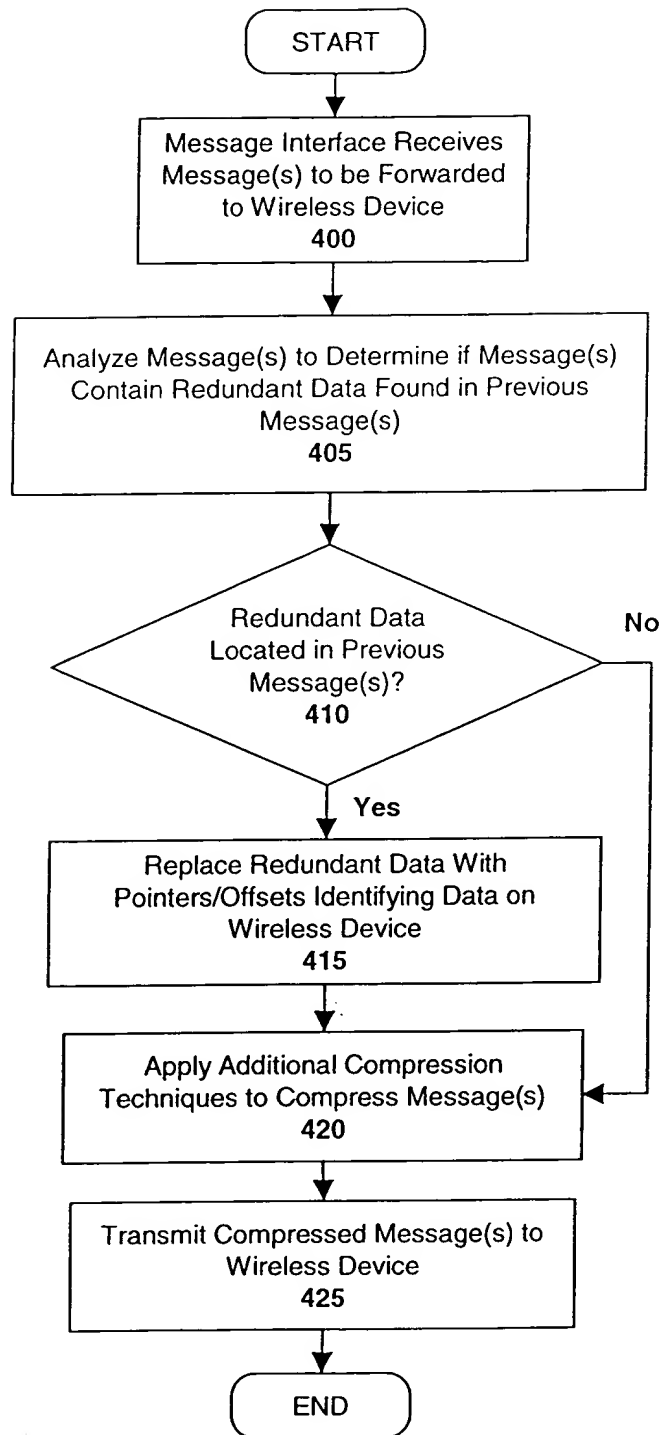 START
Message Interface Receives
Message(s) to be Forwarded
to Wireless Device
400
Analyze Message(s) to Determine if Message(s)
Contain Redundant Data Found in Previous
Message(s)
405
Redundant Data
Located in Previous
Message(s)?
410
No
Yes
Replace Redundant Data With
Pointers/Offsets Identifying Data on
Wireless Device
415
Apply Additional Compression
Techniques to Compress Message(s)
420
Transmit Compressed Message(s) to
Wireless Device
425
END